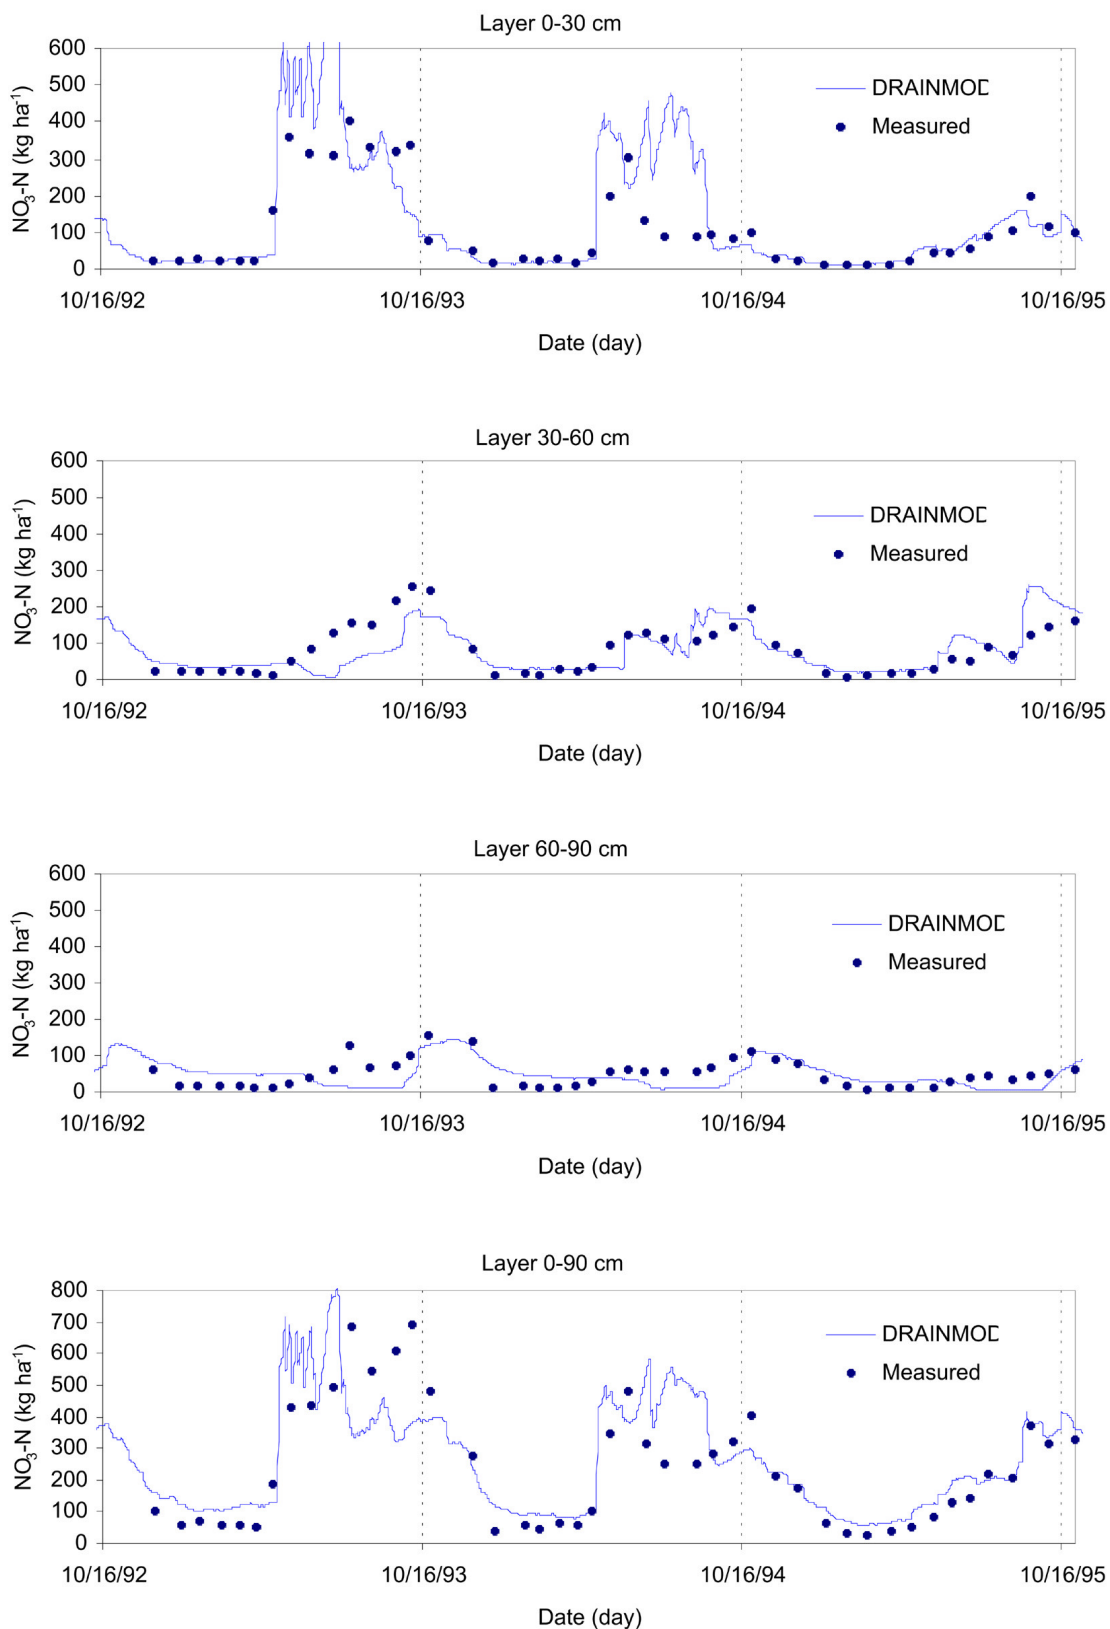 Layer 0-30 cm
600
500
400
300
200
100
0
NO3-N (kg ha-1)
DRAINMOD
Measured
10/16/92 10/16/93 10/16/94 10/16/95
Date (day)
Layer 30-60 cm
600
500
400
300
200
100
0
NO3-N (kg ha-1)
DRAINMOD
Measured
10/16/92 10/16/93 10/16/94 10/16/95
Date (day)
Layer 60-90 cm
600
500
400
300
200
100
0
NO3-N (kg ha-1)
DRAINMOD
Measured
10/16/92 10/16/93 10/16/94 10/16/95
Date (day)
Layer 0-90 cm
800
700
600
500
400
300
200
100
0
NO3-N (kg ha-1)
DRAINMOD
Measured
10/16/92 10/16/93 10/16/94 10/16/95
Date (day)